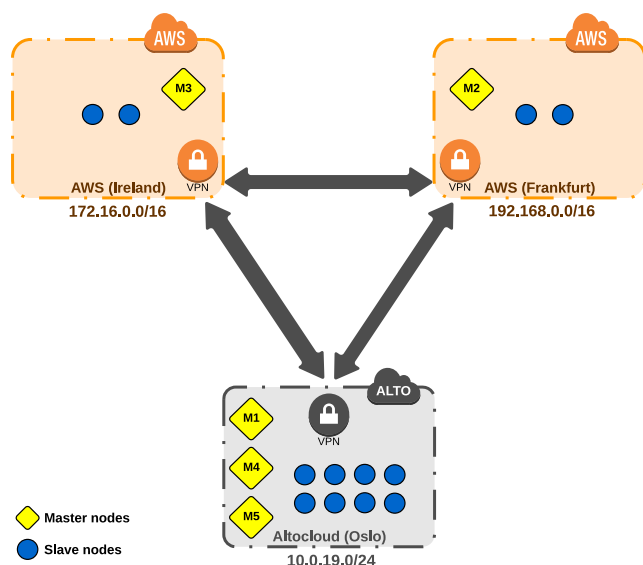 AWS
M3
VPN
AWS (Ireland)
172.16.0.0/16
AWS
M2
VPN
AWS (Frankfurt)
192.168.0.0/16
ALTO
M1
VPN
M4
M5
Altocloud (Oslo)
10.0.19.0/24
Master nodes
Slave nodes